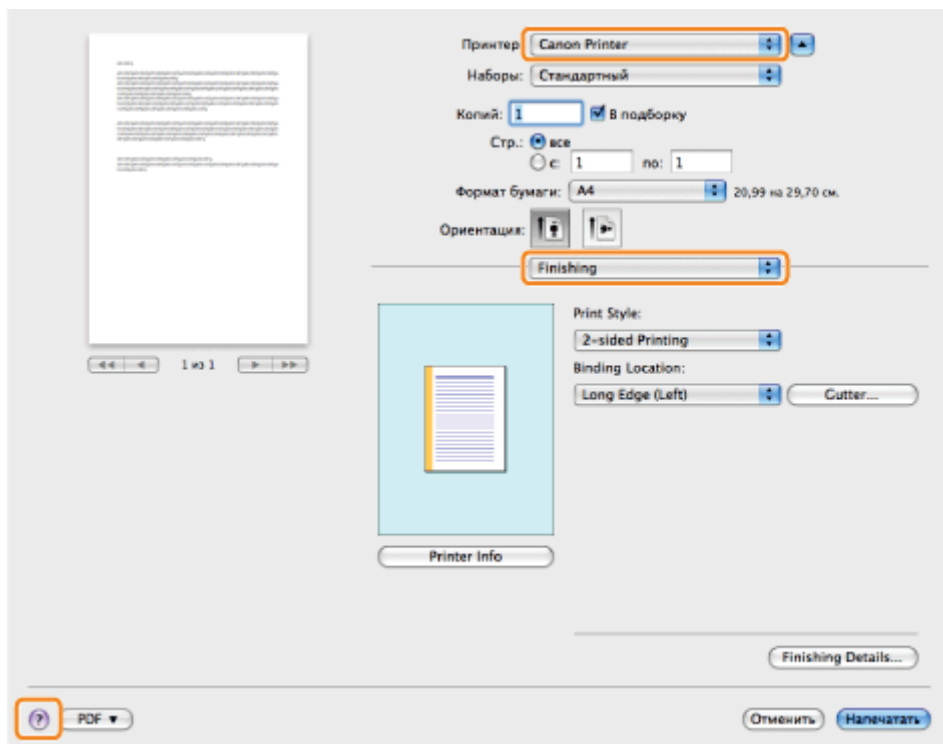 Принтер Canon Printer
Наборы: Стандартный
Копий: 1 В подборку
Стр.: все
с: 1 по: 1
Формат бумаги: A4 20,99 на 29,70 см.
Ориентация:
Finishing
Print Style:
2-sided Printing
1 из 1
Binding Location:
Long Edge (Left) Gutter...
Printer Info
Finishing Details...
? PDF Отменить Напечатать